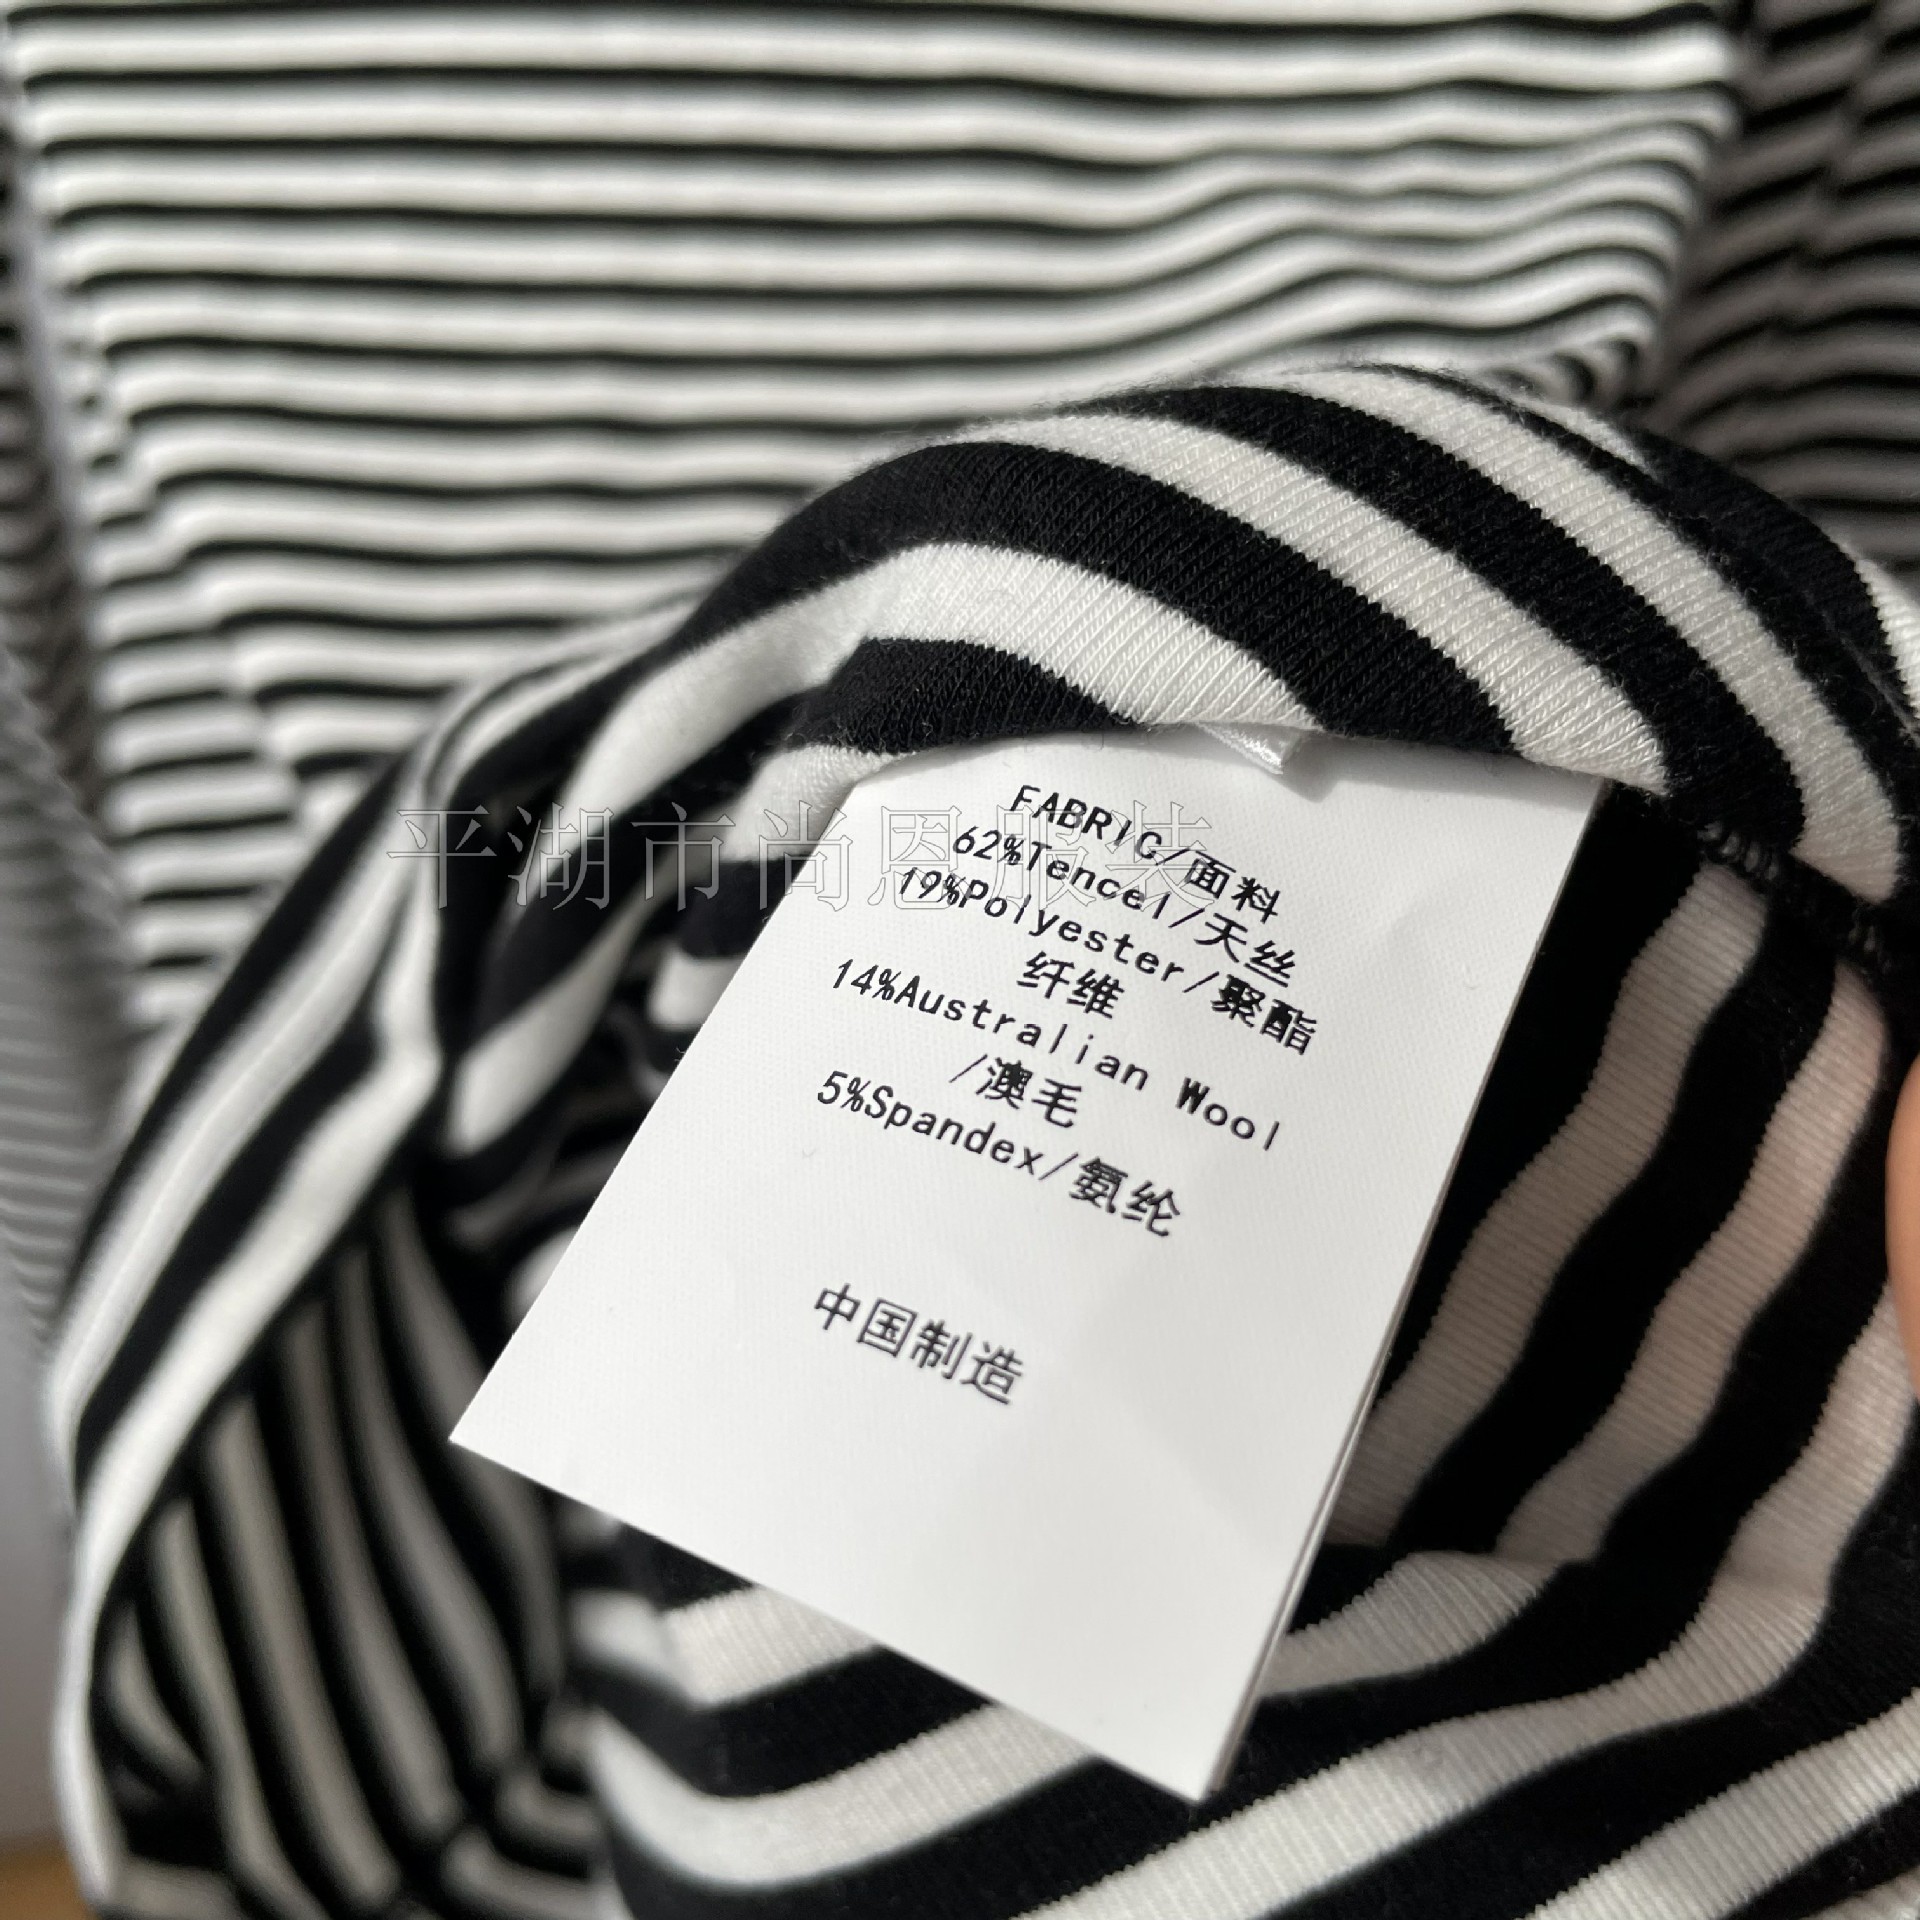 FABRIC/面料
62%Tencel/天丝
19%Polyester/聚酯
纤维
14%Australian Wool
/澳毛
5%Spandex/氨纶
中国制造
平湖市尚恩服装